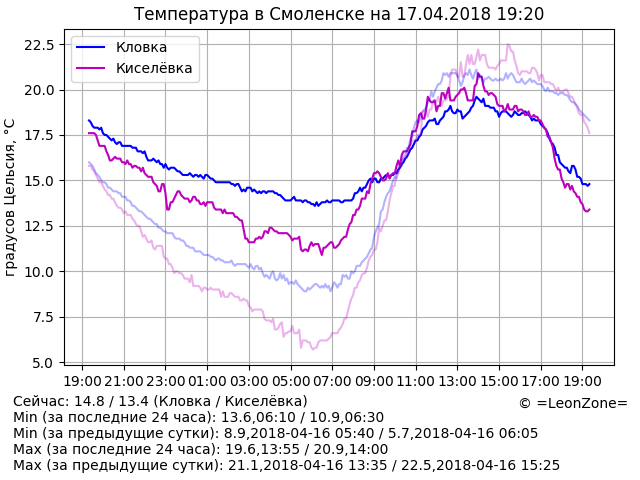 Температура в Смоленске на 17.04.2018 19:20
Кловка
Киселёвка
градусов Цельсия, °C
22.5
20.0
17.5
15.0
12.5
10.0
7.5
5.0
19:00 21:00 23:00 01:00 03:00 05:00 07:00 09:00 11:00 13:00 15:00 17:00 19:00
© =LeonZone=
Сейчас: 14.8 / 13.4 (Кловка / Киселёвка)
Min (за последние 24 часа): 13.6,06:10 / 10.9,06:30
Min (за предыдущие сутки): 8.9,2018-04-16 05:40 / 5.7,2018-04-16 06:05
Max (за последние 24 часа): 19.6,13:55 / 20.9,14:00
Max (за предыдущие сутки): 21.1,2018-04-16 13:35 / 22.5,2018-04-16 15:25